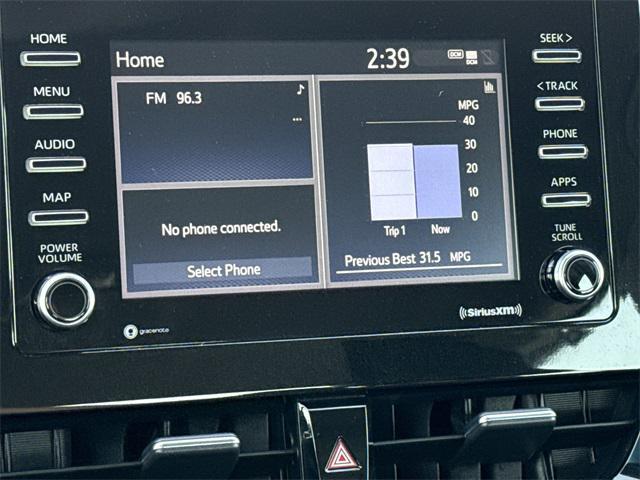 HOME
MENU
AUDIO
MAP
POWER
VOLUME
Home
2:39
DCM
DCM
FM 96.3
No phone connected.
Select Phone
MPG
40
30
20
10
0
Trip 1
Now
Previous Best 31.5 MPG
gracenote
SiriusXM
SEEK >
< TRACK
PHONE
APPS
TUNE
SCROLL